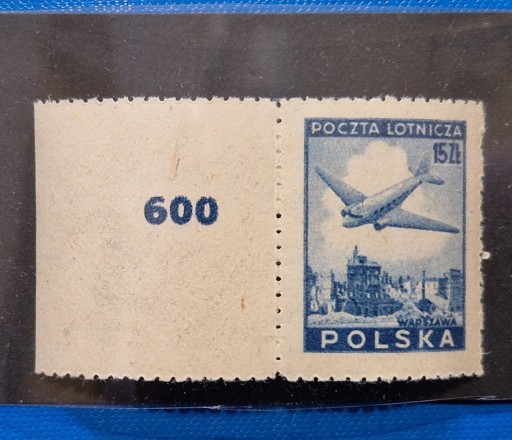 600
POCZTA LOTNICZA
15 ZŁ
WARSZAWA
POLSKA